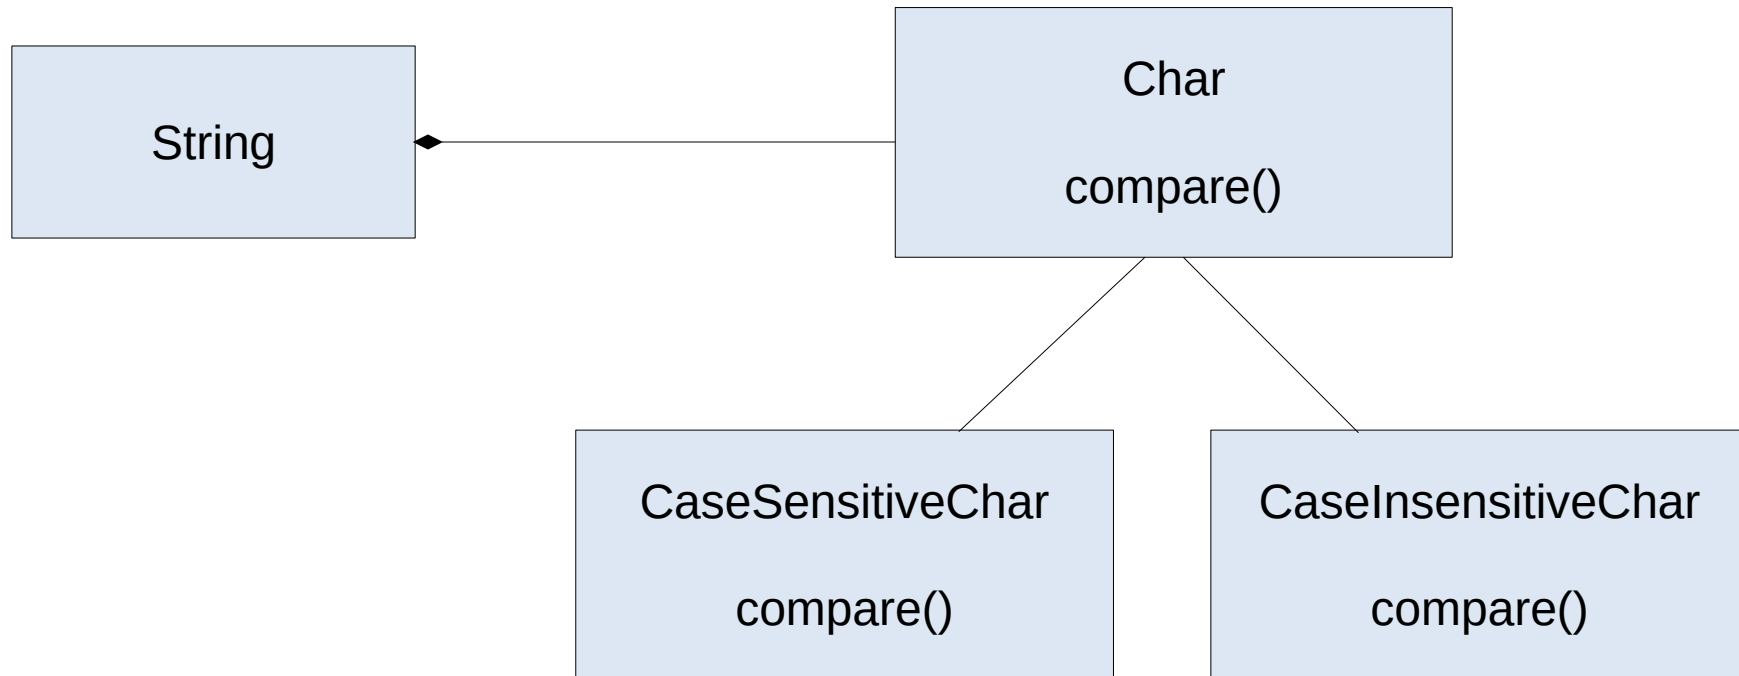 String
Char
compare()
CaseSensitiveChar
compare()
CaseInsensitiveChar
compare()